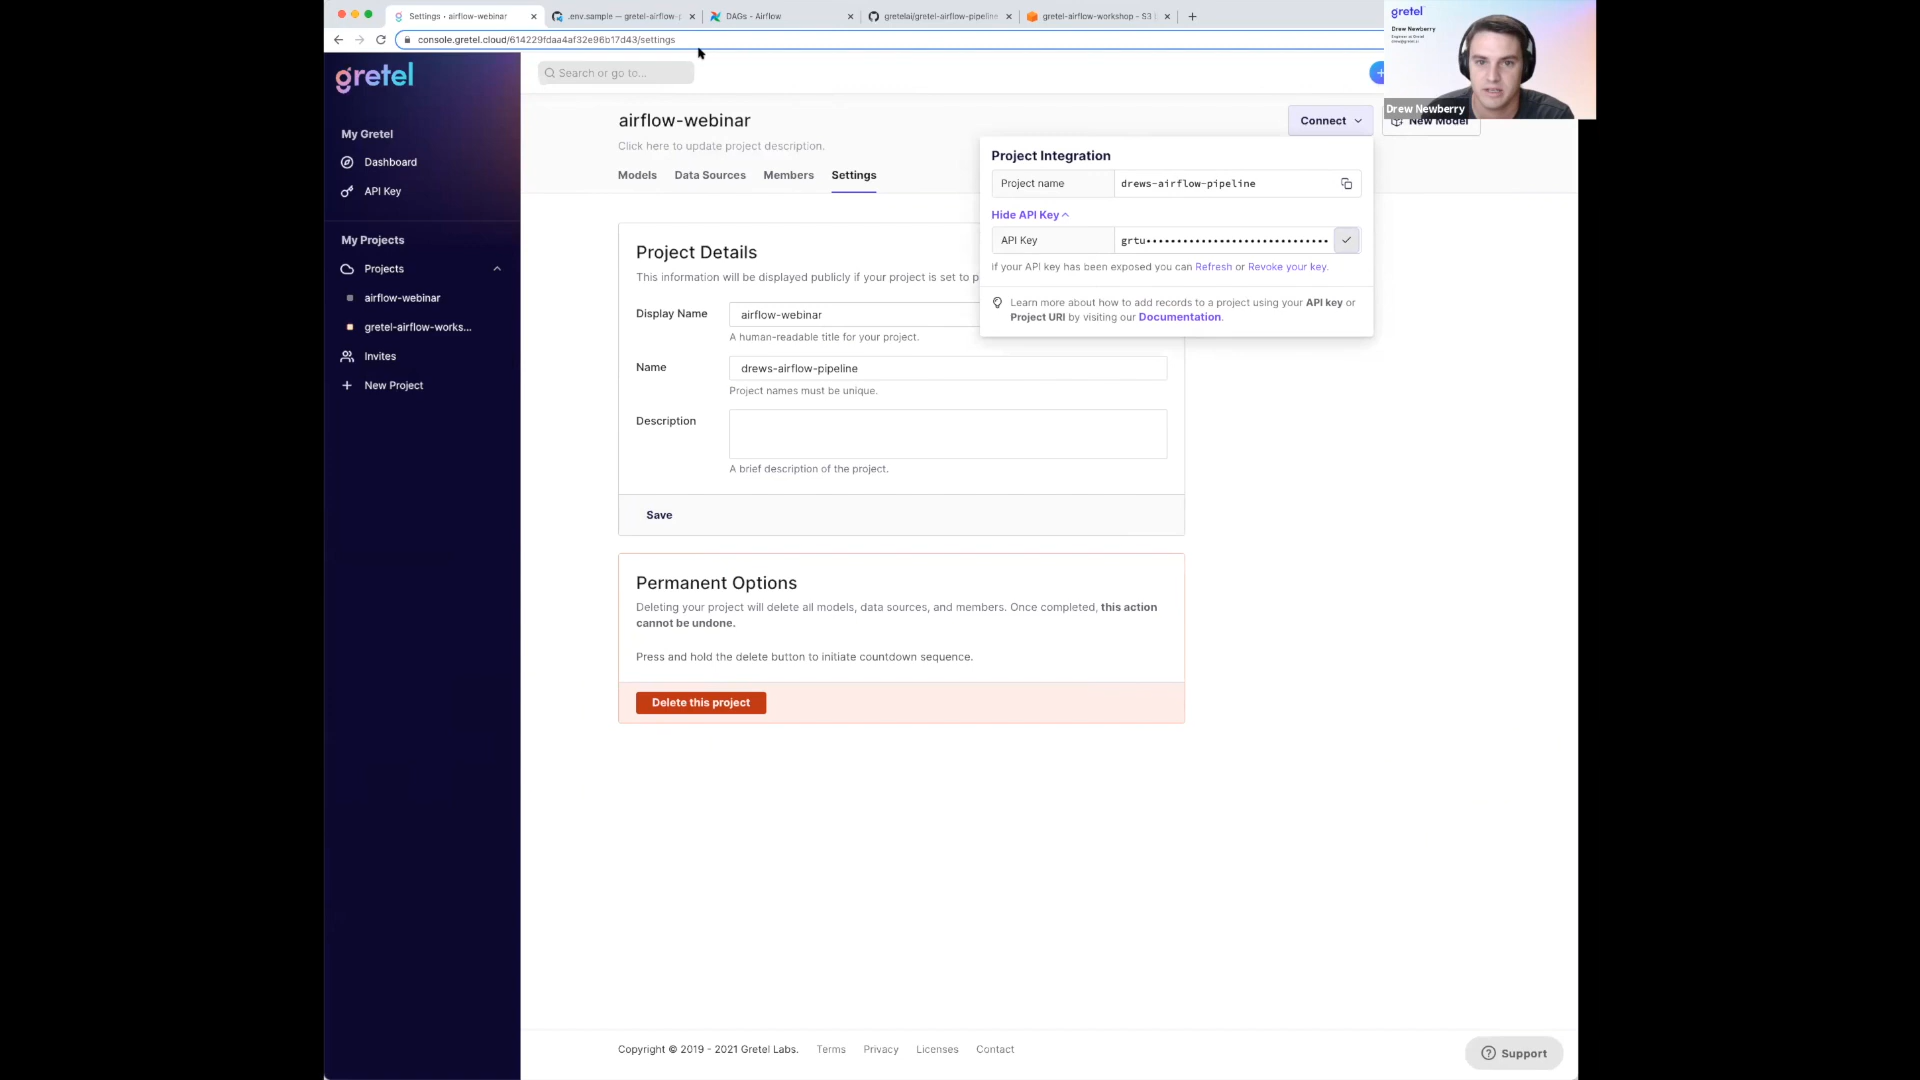 Settings · airflow-webinar
.env.sample — gretel-airflow-p
DAGs - Airflow
gretelai/gretel-airflow-pipeline
gretel-airflow-workshop - S3
console.gretel.cloud/614229fdaa4af32e96b17d43/settings
gretel
Drew Newberry
Engineer at Gretel
Drew Newberry
gretel
Search or go to...
My Gretel
Dashboard
API Key
My Projects
Projects
airflow-webinar
gretel-airflow-works...
Invites
New Project
airflow-webinar
Click here to update project description.
Connect
New Model
Models
Data Sources
Members
Settings
Project Integration
Project name
drews-airflow-pipeline
Hide API Key
API Key
grtu••••••••••••••••••••••••••••••
If your API key has been exposed you can Refresh or Revoke your key.
Learn more about how to add records to a project using your API key or
Project URI by visiting our Documentation.
Project Details
This information will be displayed publicly if your project is set to p
Display Name
airflow-webinar
A human-readable title for your project.
Name
drews-airflow-pipeline
Project names must be unique.
Description
A brief description of the project.
Save
Permanent Options
Deleting your project will delete all models, data sources, and members. Once completed, this action
cannot be undone.
Press and hold the delete button to initiate countdown sequence.
Delete this project
Copyright © 2019 - 2021 Gretel Labs.
Terms
Privacy
Licenses
Contact
Support